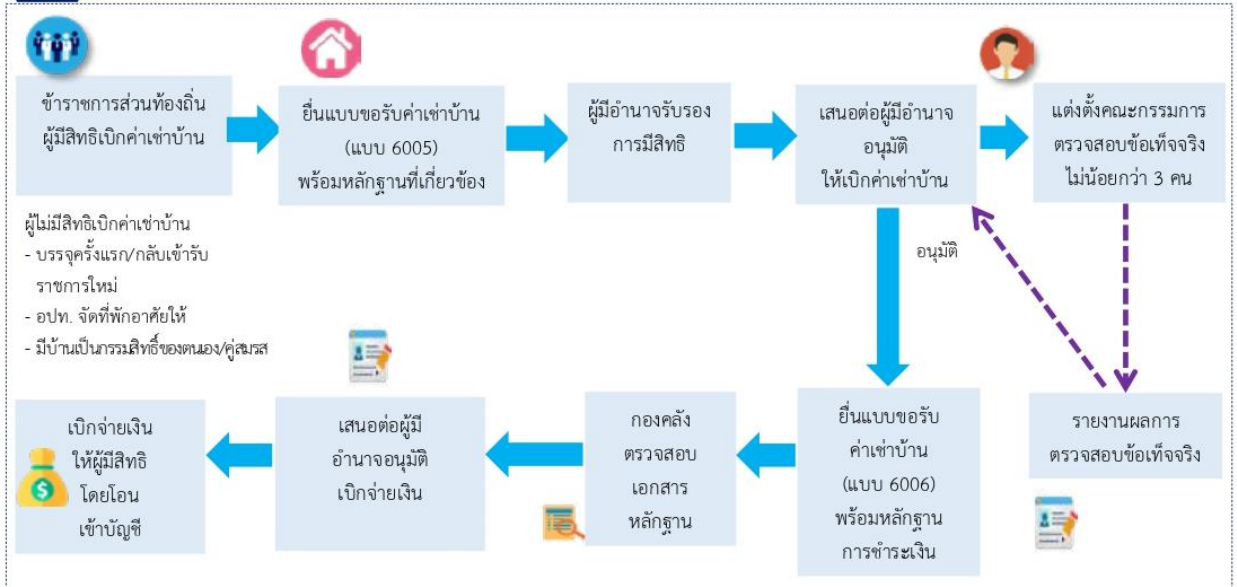 ข้าราชการส่วนท้องถิ่น
ผู้มีสิทธิเบิกค่าเช่าบ้าน
ยื่นแบบขอรับค่าเช่าบ้าน
(แบบ 6005)
พร้อมหลักฐานที่เกี่ยวข้อง
ผู้มีอำนาจรับรอง
การมีสิทธิ
เสนอต่อผู้มีอำนาจ
อนุมัติ
ให้เบิกค่าเช่าบ้าน
แต่งตั้งคณะกรรมการ
ตรวจสอบข้อเท็จจริง
ไม่น้อยกว่า 3 คน
ผู้ไม่มีสิทธิเบิกค่าเช่าบ้าน
- บรรจุครั้งแรก/กลับเข้ารับ
ราชการใหม่
- อปท. จัดที่พักอาศัยให้
- มีบ้านเป็นกรรมสิทธิ์ของตนเอง/คู่สมรส
อนุมัติ
รายงานผลการ
ตรวจสอบข้อเท็จจริง
ยื่นแบบขอรับ
ค่าเช่าบ้าน
(แบบ 6006)
พร้อมหลักฐาน
การชำระเงิน
กองคลัง
ตรวจสอบ
เอกสาร
หลักฐาน
เสนอต่อผู้มี
อำนาจอนุมัติ
เบิกจ่ายเงิน
เบิกจ่ายเงิน
ให้ผู้มีสิทธิ
โดยโอน
เข้าบัญชี